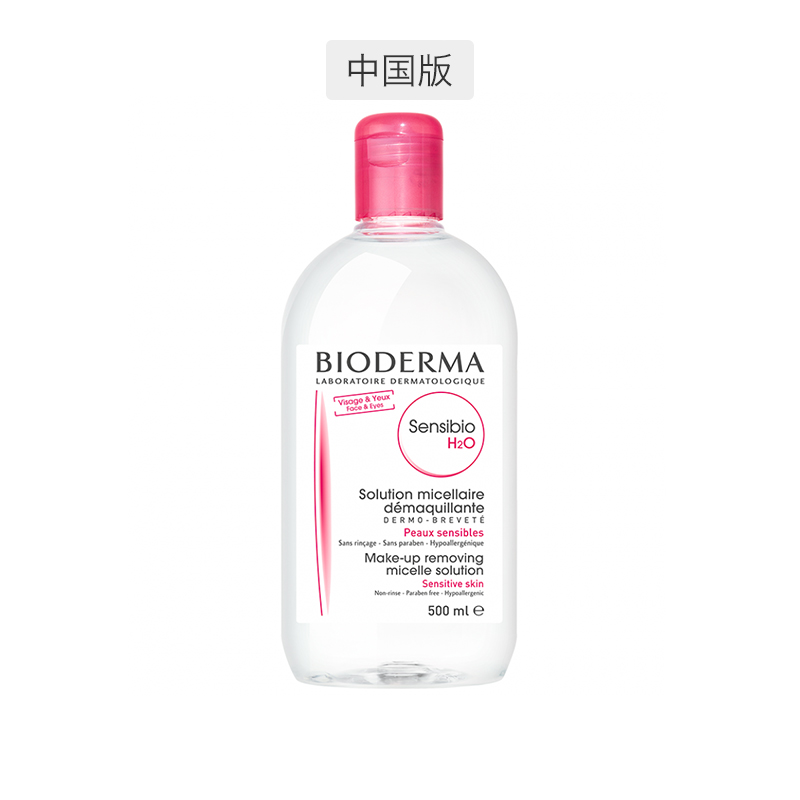 中国版
BIODERMA
LABORATOIRE DERMATOLOGIQUE
Visage & Yeux
Face & Eyes
Sensibio
H2O
Solution micellaire
démaquillante
DERMO-BREVETÉ
Peaux sensibles
Sans rinçage - Sans paraben - Hypoallergénique
Make-up removing
micelle solution
Sensitive skin
Non-rinse - Paraben free - Hypoallergenic
500 ml ℮